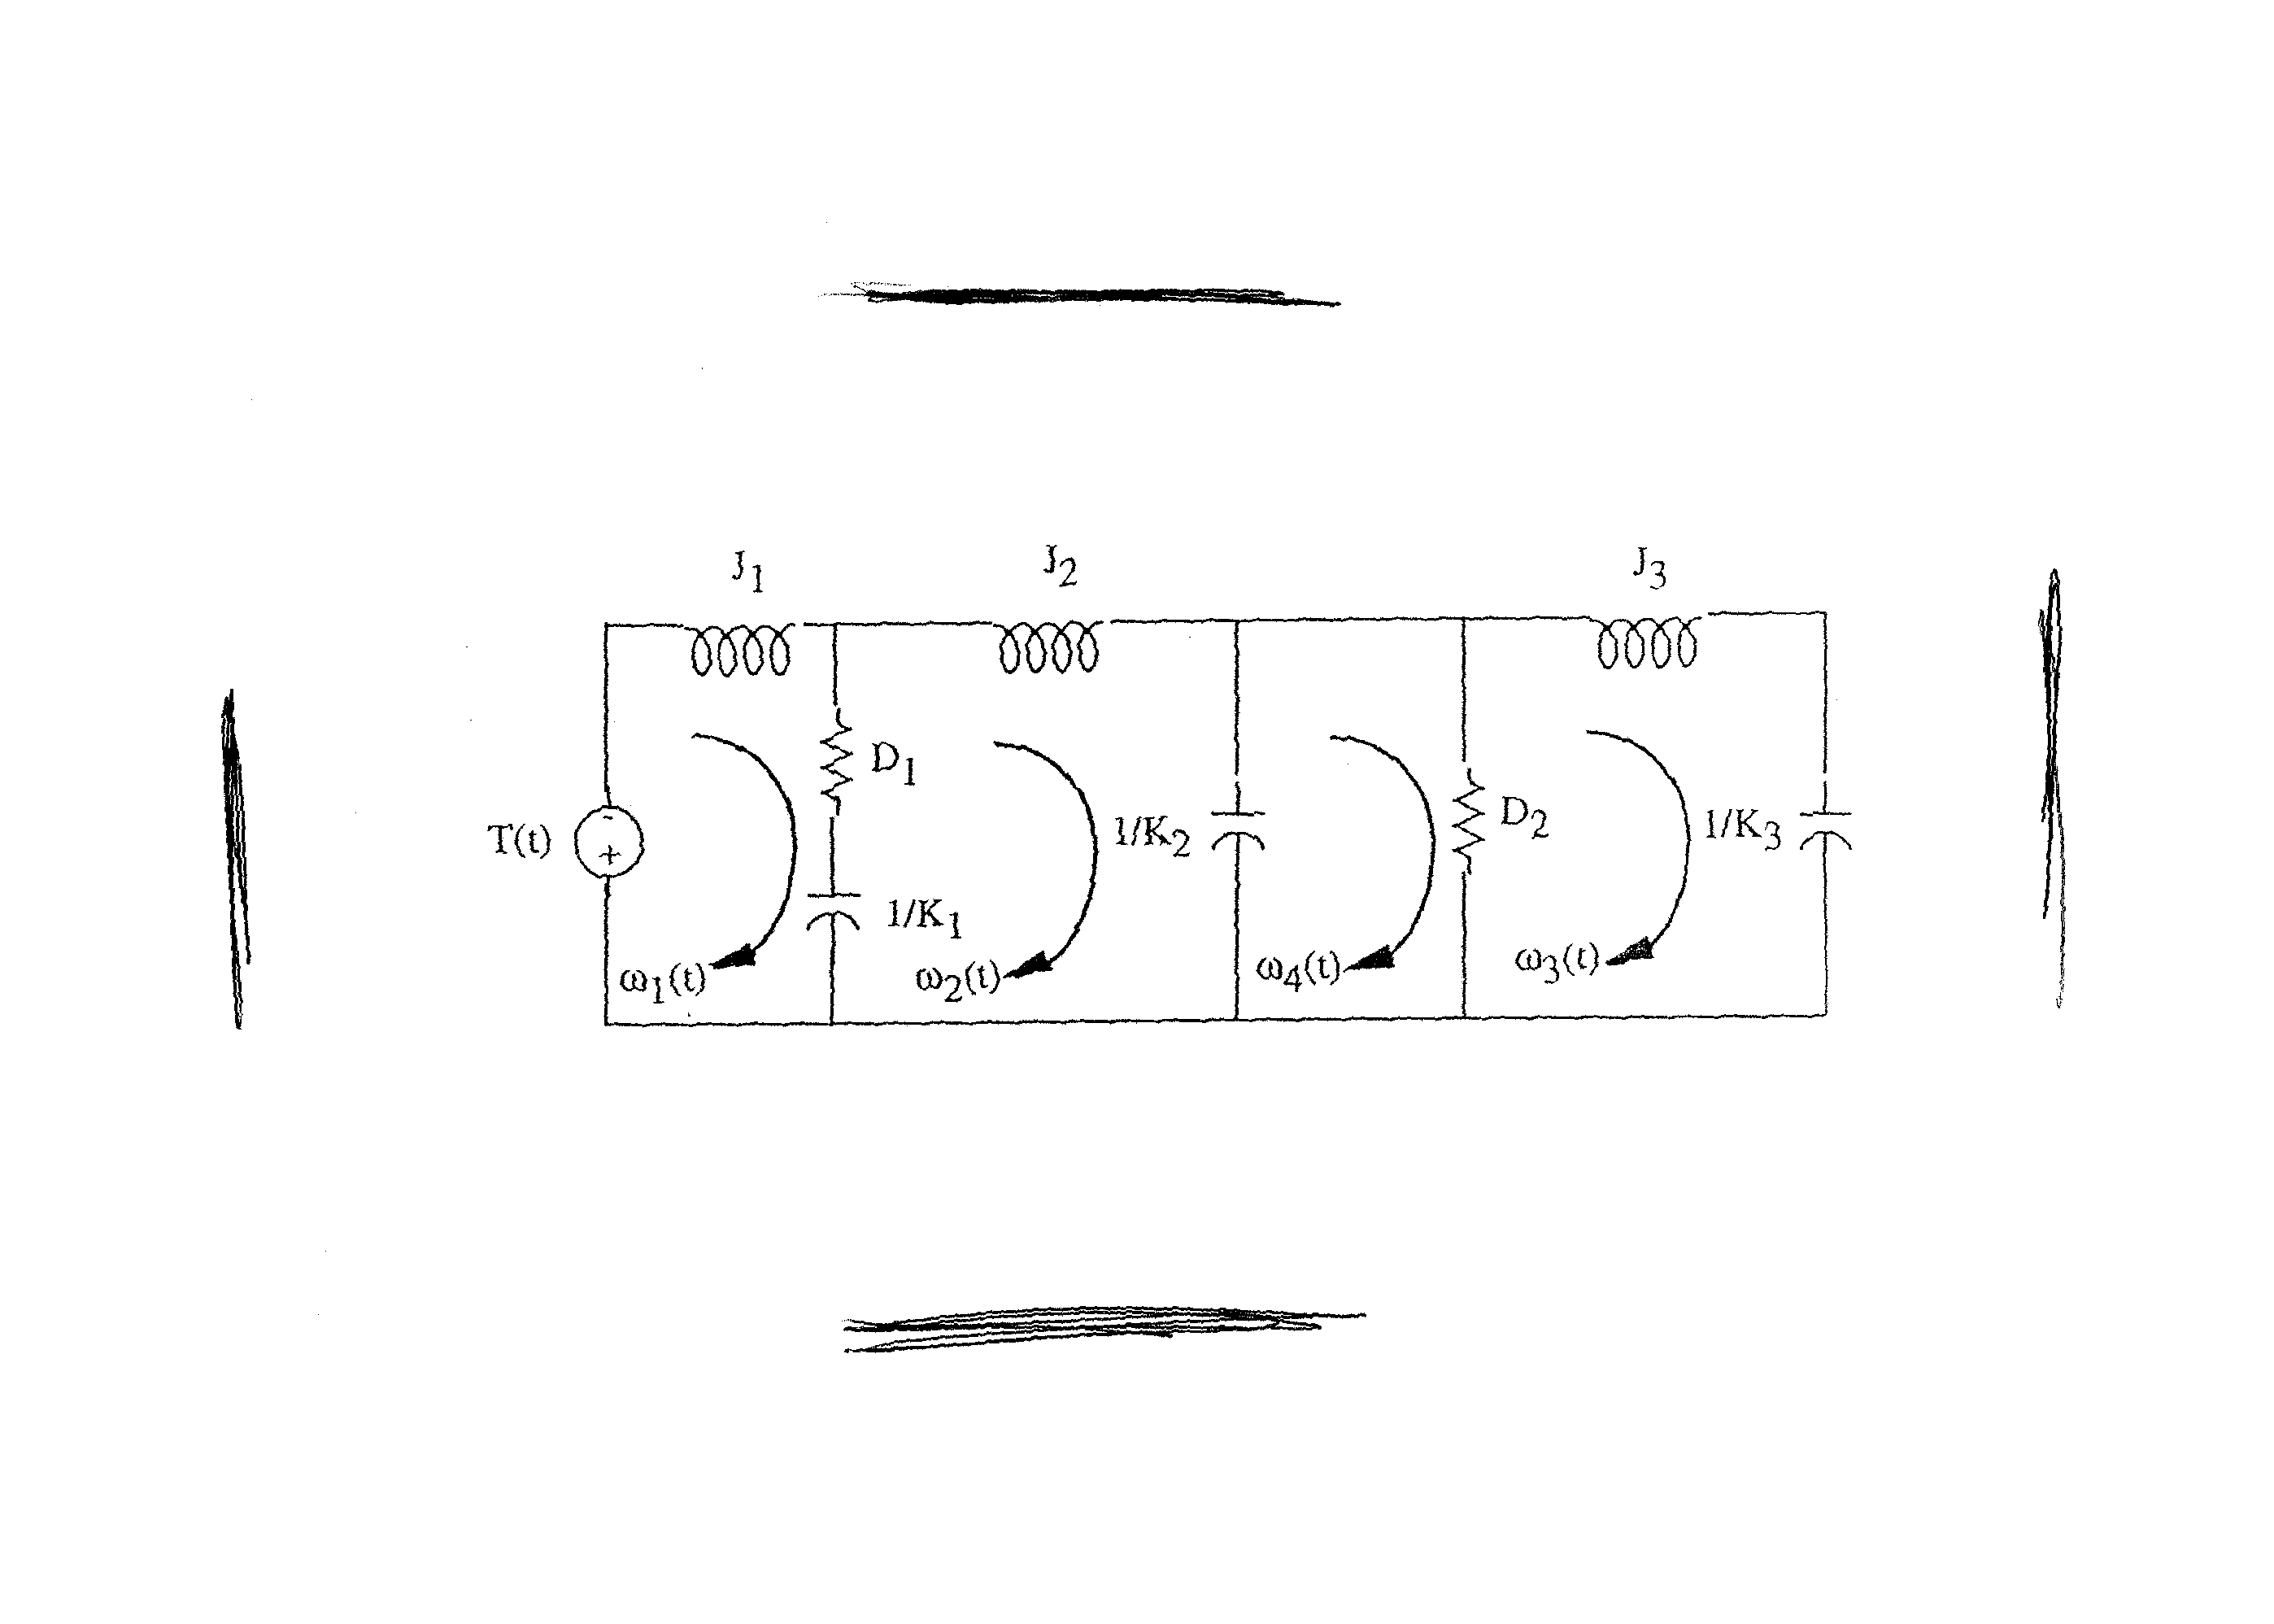 J1
J2
J3
D1
T(t)
-
+
1/K1
1/K2
D2
1/K3
ω1(t)
ω2(t)
ω4(t)
ω3(t)